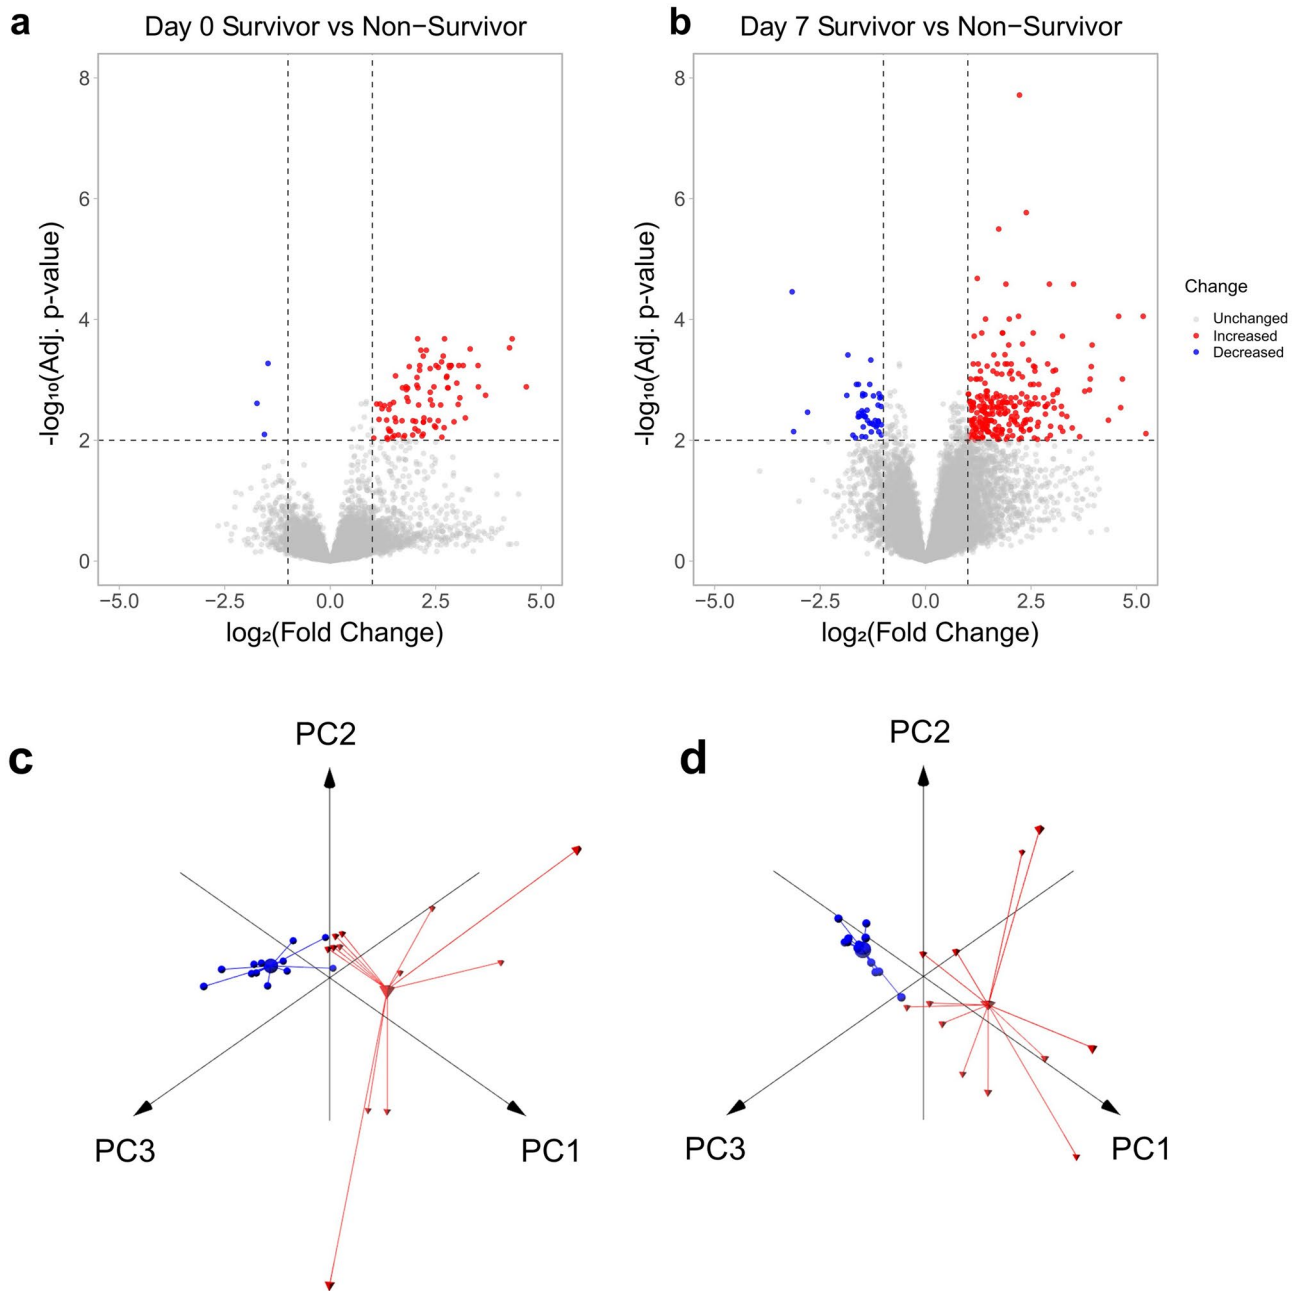 a
Day 0 Survivor vs Non−Survivor
8
6
4
2
0
-log₁₀(Adj. p-value)
−5.0 −2.5 0.0 2.5 5.0
log₂(Fold Change)
b
Day 7 Survivor vs Non−Survivor
8
6
4
2
0
-log₁₀(Adj. p-value)
−5.0 −2.5 0.0 2.5 5.0
log₂(Fold Change)
Change
Unchanged
Increased
Decreased
c
PC2
PC3
PC1
d
PC2
PC3
PC1